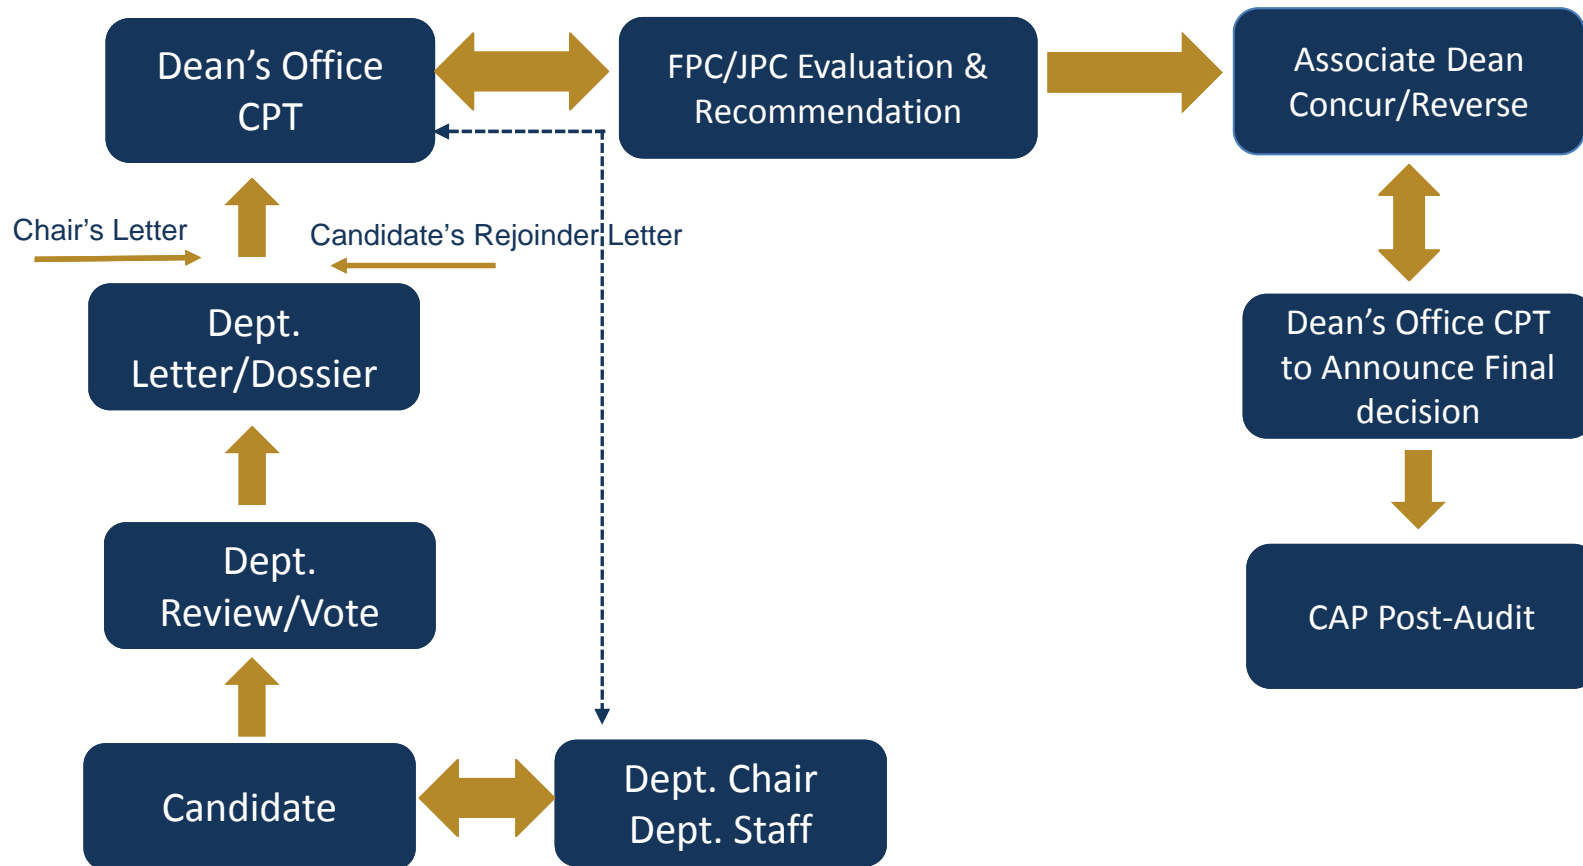 Dean’s Office
CPT
FPC/JPC Evaluation &
Recommendation
Associate Dean
Concur/Reverse
Chair’s Letter
Candidate’s Rejoinder Letter
Dept.
Letter/Dossier
Dean’s Office CPT
to Announce Final
decision
Dept.
Review/Vote
CAP Post-Audit
Candidate
Dept. Chair
Dept. Staff